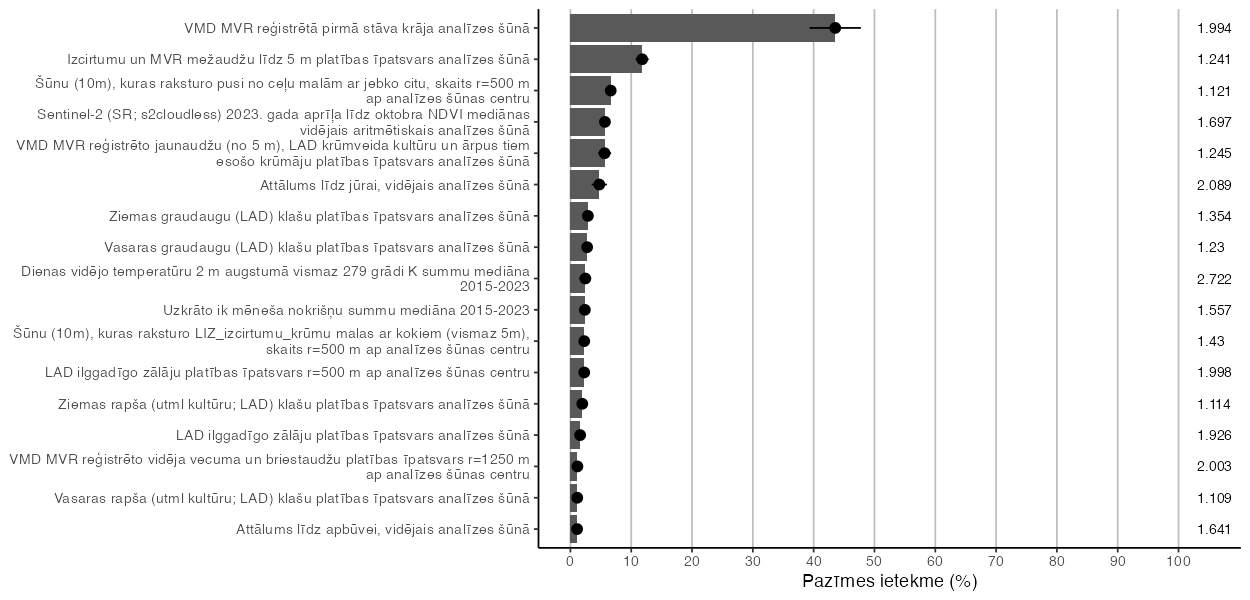 VMD MVR reģistrētā pirmā stāva krāja analīzes šūnā 1.994
Izcirtumu un MVR mežaudžu līdz 5 m platības īpatsvars analīzes šūnā 1.241
Šūnu (10m), kuras raksturo pusi no ceļu malām ar jebko citu, skaits r=500 m
ap analīzes šūnas centru 1.121
Sentinel-2 (SR; s2cloudless) 2023. gada aprīļa līdz oktobra NDVI mediānas
vidējais aritmētiskais analīzes šūnā 1.697
VMD MVR reģistrēto jaunaudžu (no 5 m), LAD krūmveida kultūru un ārpus tiem
esošo krūmāju platības īpatsvars analīzes šūnā 1.245
Attālums līdz jūrai, vidējais analīzes šūnā 2.089
Ziemas graudaugu (LAD) klašu platības īpatsvars analīzes šūnā 1.354
Vasaras graudaugu (LAD) klašu platības īpatsvars analīzes šūnā 1.23
Dienas vidējo temperatūru 2 m augstumā vismaz 279 grādi K summu mediāna
2015-2023 2.722
Uzkrāto ik mēneša nokrišņu summu mediāna 2015-2023 1.557
Šūnu (10m), kuras raksturo LIZ_izcirtumu_krūmu malas ar kokiem (vismaz 5m),
skaits r=500 m ap analīzes šūnas centru 1.43
LAD ilggadīgo zālāju platības īpatsvars r=500 m ap analīzes šūnas centru 1.998
Ziemas rapša (utml kultūru; LAD) klašu platības īpatsvars analīzes šūnā 1.114
LAD ilggadīgo zālāju platības īpatsvars analīzes šūnā 1.926
VMD MVR reģistrēto vidēja vecuma un briestaudžu platības īpatsvars r=1250 m
ap analīzes šūnas centru 2.003
Vasaras rapša (utml kultūru; LAD) klašu platības īpatsvars analīzes šūnā 1.109
Attālums līdz apbūvei, vidējais analīzes šūnā 1.641
0 10 20 30 40 50 60 70 80 90 100
Pazīmes ietekme (%)